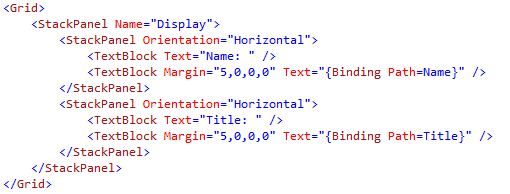 <Grid>
    <StackPanel Name="Display">
        <StackPanel Orientation="Horizontal">
            <TextBlock Text="Name: " />
            <TextBlock Margin="5,0,0,0" Text="{Binding Path=Name}" />
        </StackPanel>
        <StackPanel Orientation="Horizontal">
            <TextBlock Text="Title: " />
            <TextBlock Margin="5,0,0,0" Text="{Binding Path=Title}" />
        </StackPanel>
    </StackPanel>
</Grid>